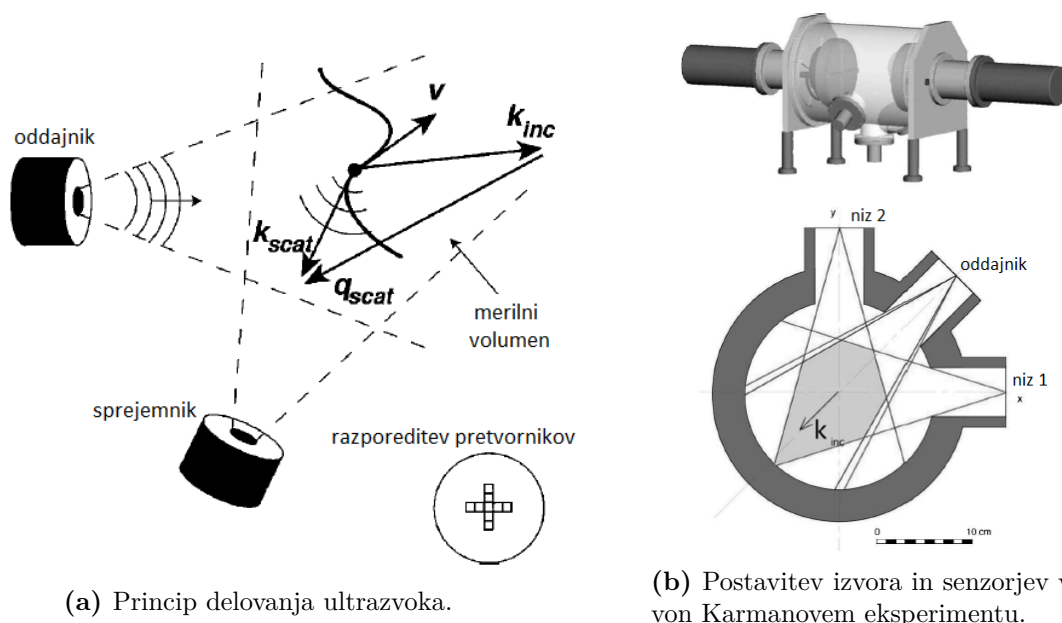 oddajnik
v
k_inc
k_scat
q_scat
merilni
volumen
sprejemnik
razporeditev pretvornikov
(a) Princip delovanja ultrazvoka.
y
niz 2
oddajnik
niz 1
x
k_inc
0 10 cm
(b) Postavitev izvora in senzorjev v
von Karmanovem eksperimentu.